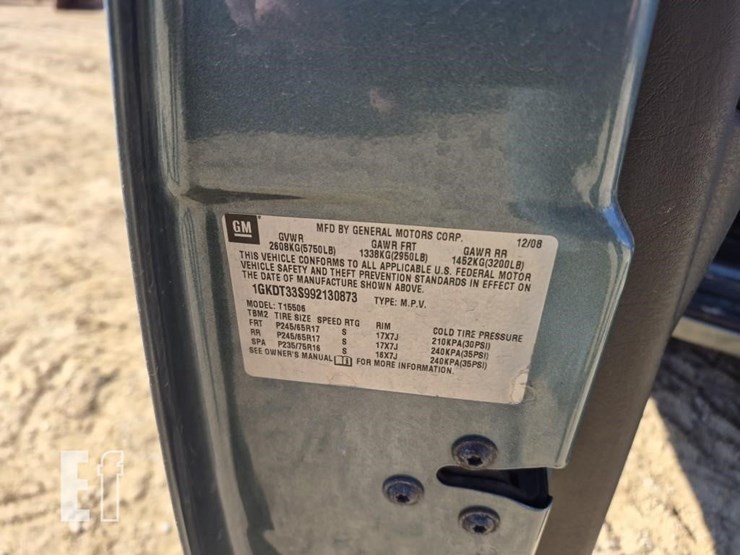 GM
MFD BY GENERAL MOTORS CORP. 12/08
GVWR GAWR FRT GAWR RR
2608KG(5750LB) 1338KG(2950LB) 1452KG(3200LB)
THIS VEHICLE CONFORMS TO ALL APPLICABLE U.S. FEDERAL MOTOR
VEHICLE SAFETY AND THEFT PREVENTION STANDARDS IN EFFECT ON
THE DATE OF MANUFACTURE SHOWN ABOVE.
1GKDT33S992130873 TYPE: M.P.V.
MODEL: T15506
TBM2 TIRE SIZE SPEED RTG RIM COLD TIRE PRESSURE
FRT P245/65R17 S 17X7J 210KPA(30PSI)
RR P245/65R17 S 17X7J 240KPA(35PSI)
SPA P235/75R16 S 16X7J 240KPA(35PSI)
SEE OWNER'S MANUAL FOR MORE INFORMATION.
Ef